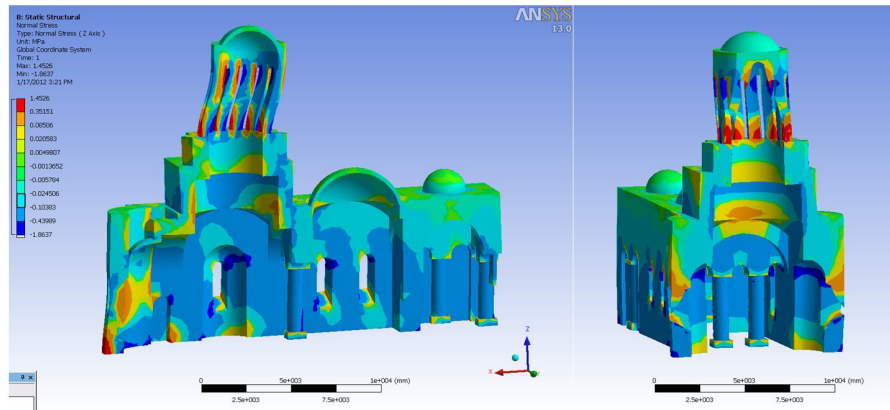 B: Static Structural
Normal Stress
Type: Normal Stress ( Z Axis )
Unit: MPa
Global Coordinate System
Time: 1
Max: 1.4526
Min: -1.8637
1/17/2012 3:21 PM
1.4526
0.35151
0.08506
0.020583
0.0049807
-0.0013652
-0.005784
-0.024506
-0.10383
-0.43989
-1.8637
ANSYS
13.0
Z
X
0
5e+003
1e+004 (mm)
2.5e+003
7.5e+003
0
5e+003
1e+004 (mm)
2.5e+003
7.5e+003